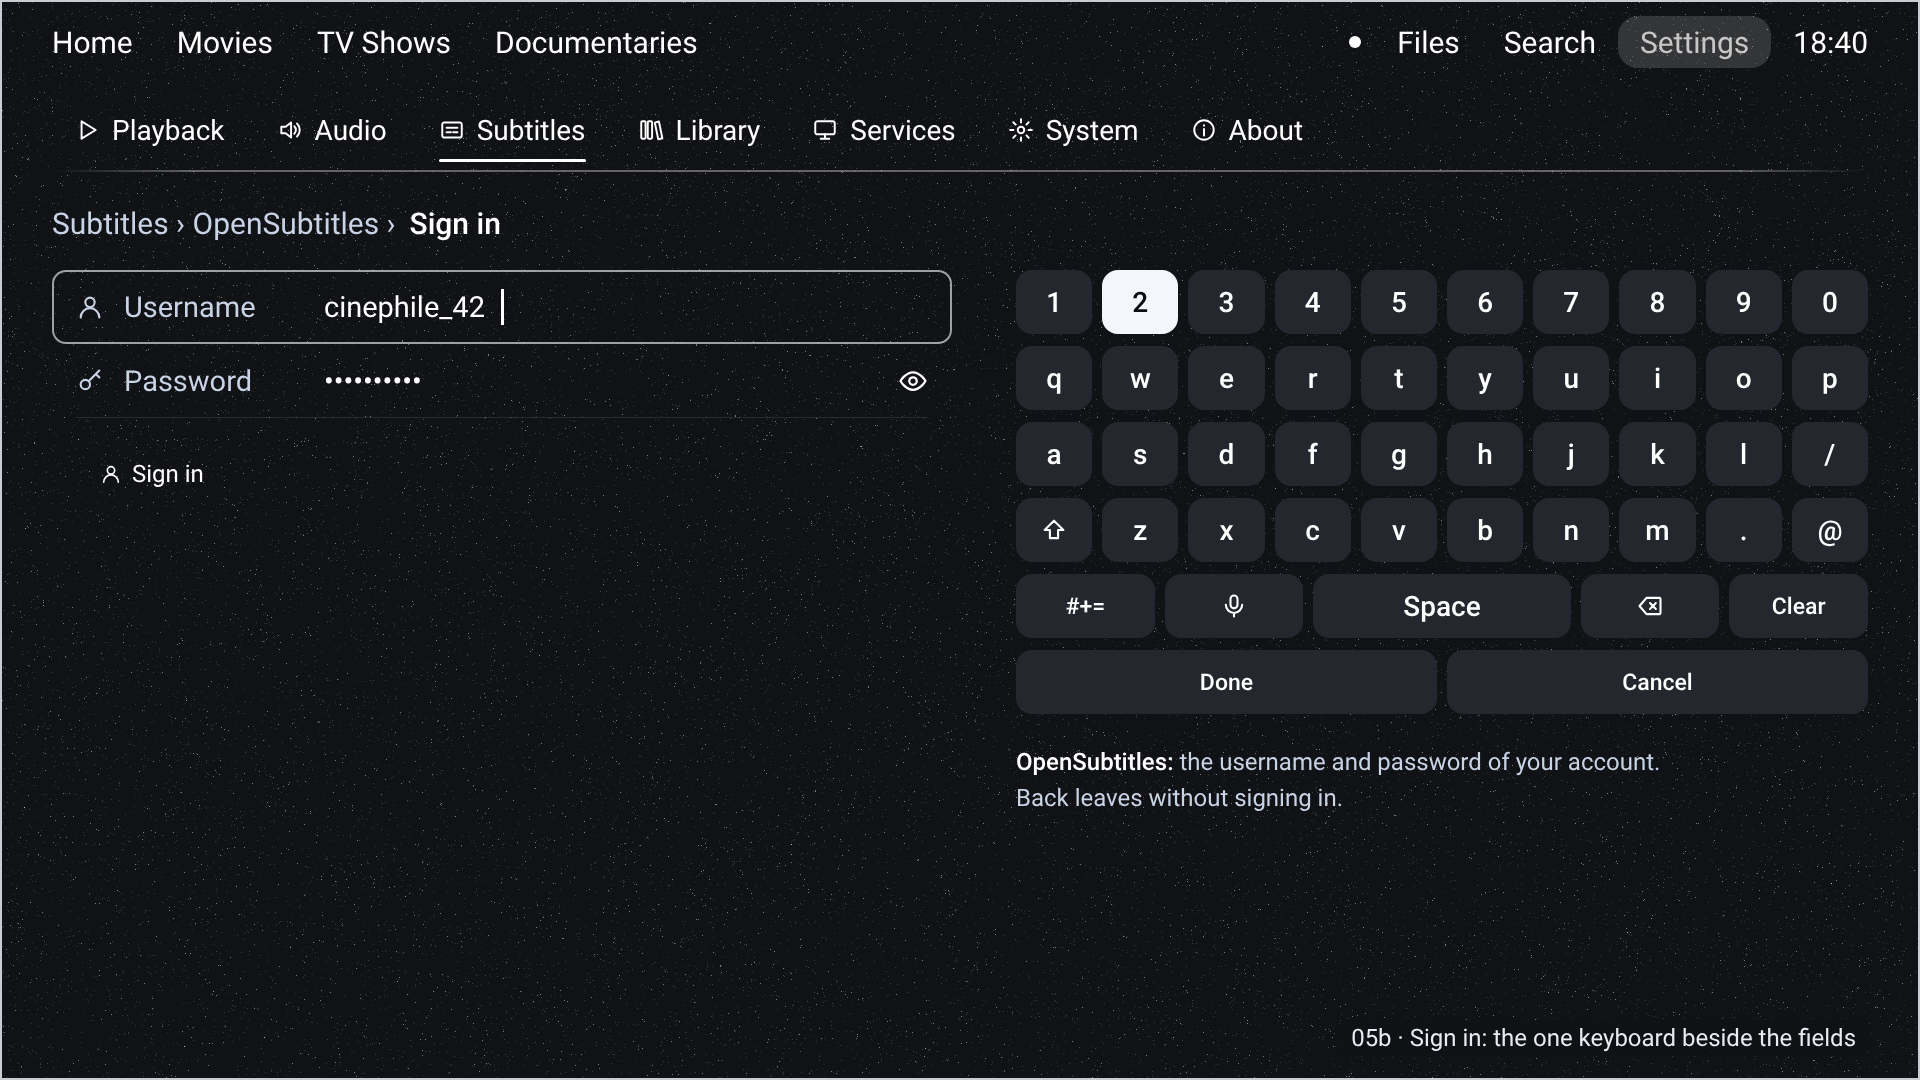 Home Movies TV Shows Documentaries Files Search Settings 18:40
Playback Audio Subtitles Library Services System About
Subtitles › OpenSubtitles › Sign in
Username cinephile_42
Password ••••••••••
Sign in
1 2 3 4 5 6 7 8 9 0
q w e r t y u i o p
a s d f g h j k l /
z x c v b n m . @
#+= Space Clear
Done Cancel
OpenSubtitles: the username and password of your account.
Back leaves without signing in.
05b · Sign in: the one keyboard beside the fields